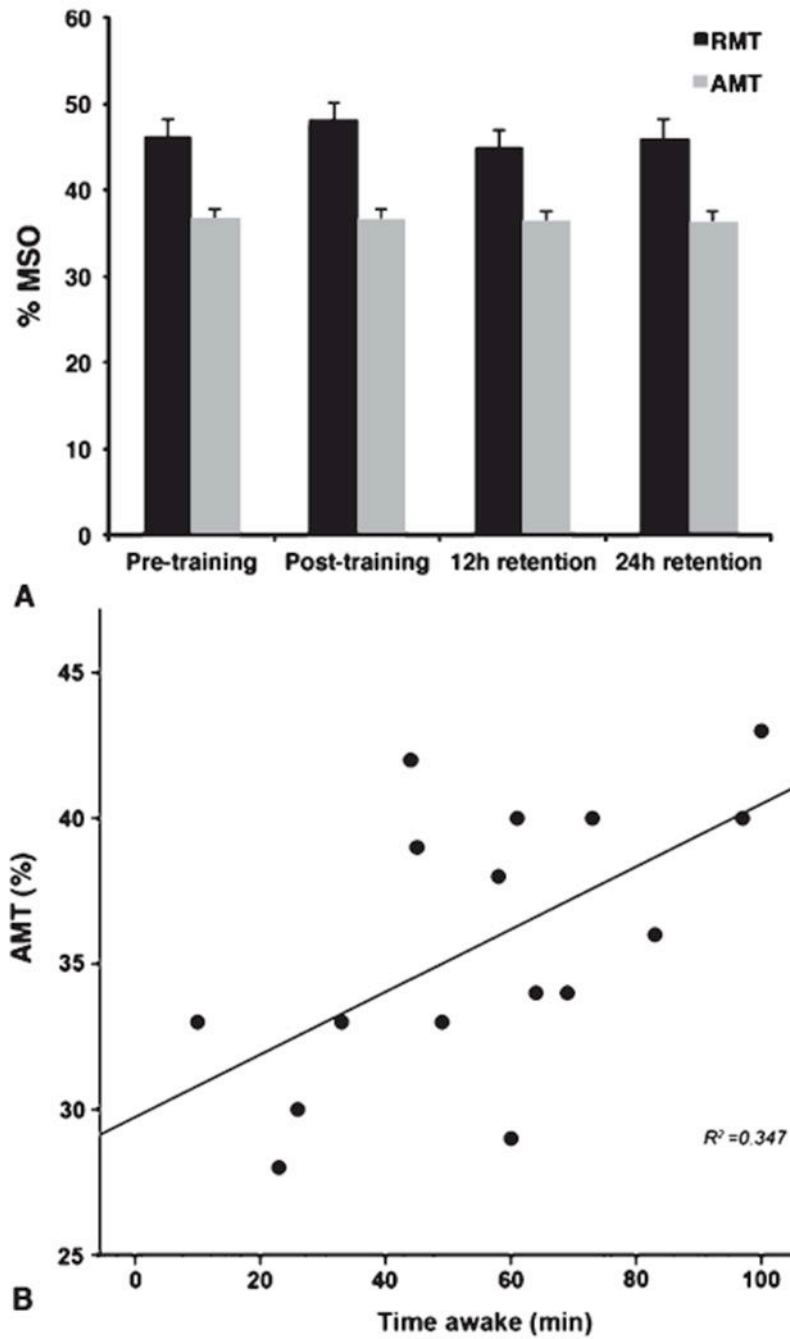 60
RMT
50
AMT
40
% MSO
30
20
10
0
Pre-training Post-training 12h retention 24h retention
A
45
40
AMT (%)
35
30
R² =0.347
25
0 20 40 60 80 100
B
Time awake (min)